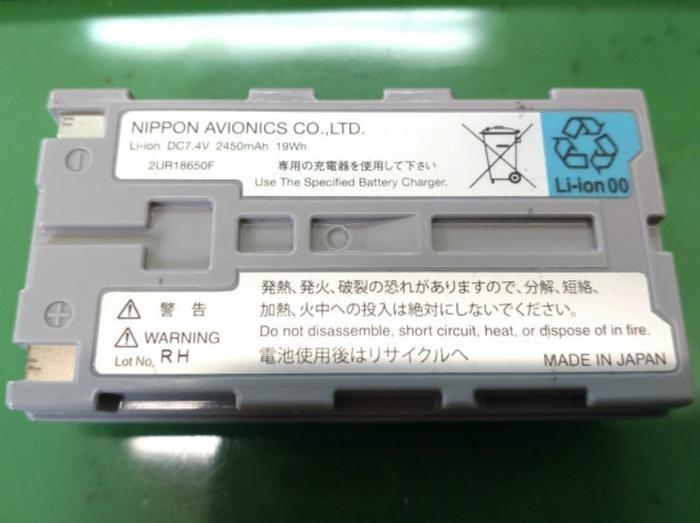 NIPPON AVIONICS CO.,LTD.
Li-ion DC7.4V 2450mAh 19Wh
2UR18650F
専用の充電器を使用して下さい
Use The Specified Battery Charger.
Li-ion 00
発熱、発火、破裂の恐れがありますので、分解、短絡、
加熱、火中への投入は絶対にしないでください。
警告
Do not disassemble, short circuit, heat, or dispose of in fire.
WARNING
Lot No, RH
電池使用後はリサイクルへ
MADE IN JAPAN